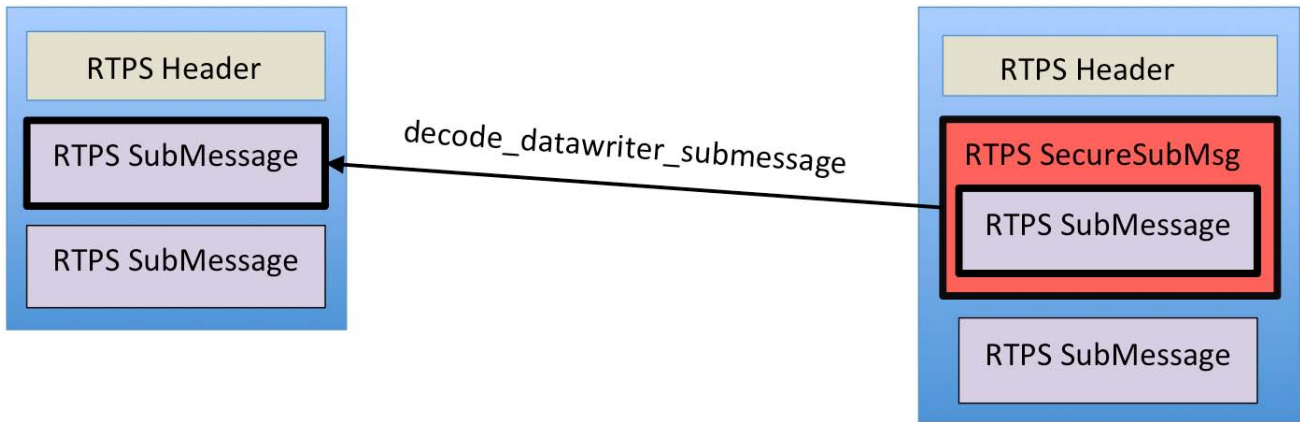 RTPS Header
RTPS SubMessage
RTPS SubMessage
decode_datawriter_submessage
RTPS Header
RTPS SecureSubMsg
RTPS SubMessage
RTPS SubMessage